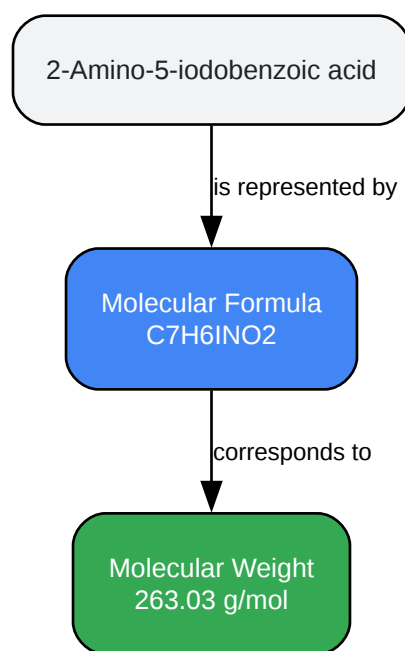 2-Amino-5-iodobenzoic acid
is represented by
Molecular Formula
C7H6INO2
corresponds to
Molecular Weight
263.03 g/mol